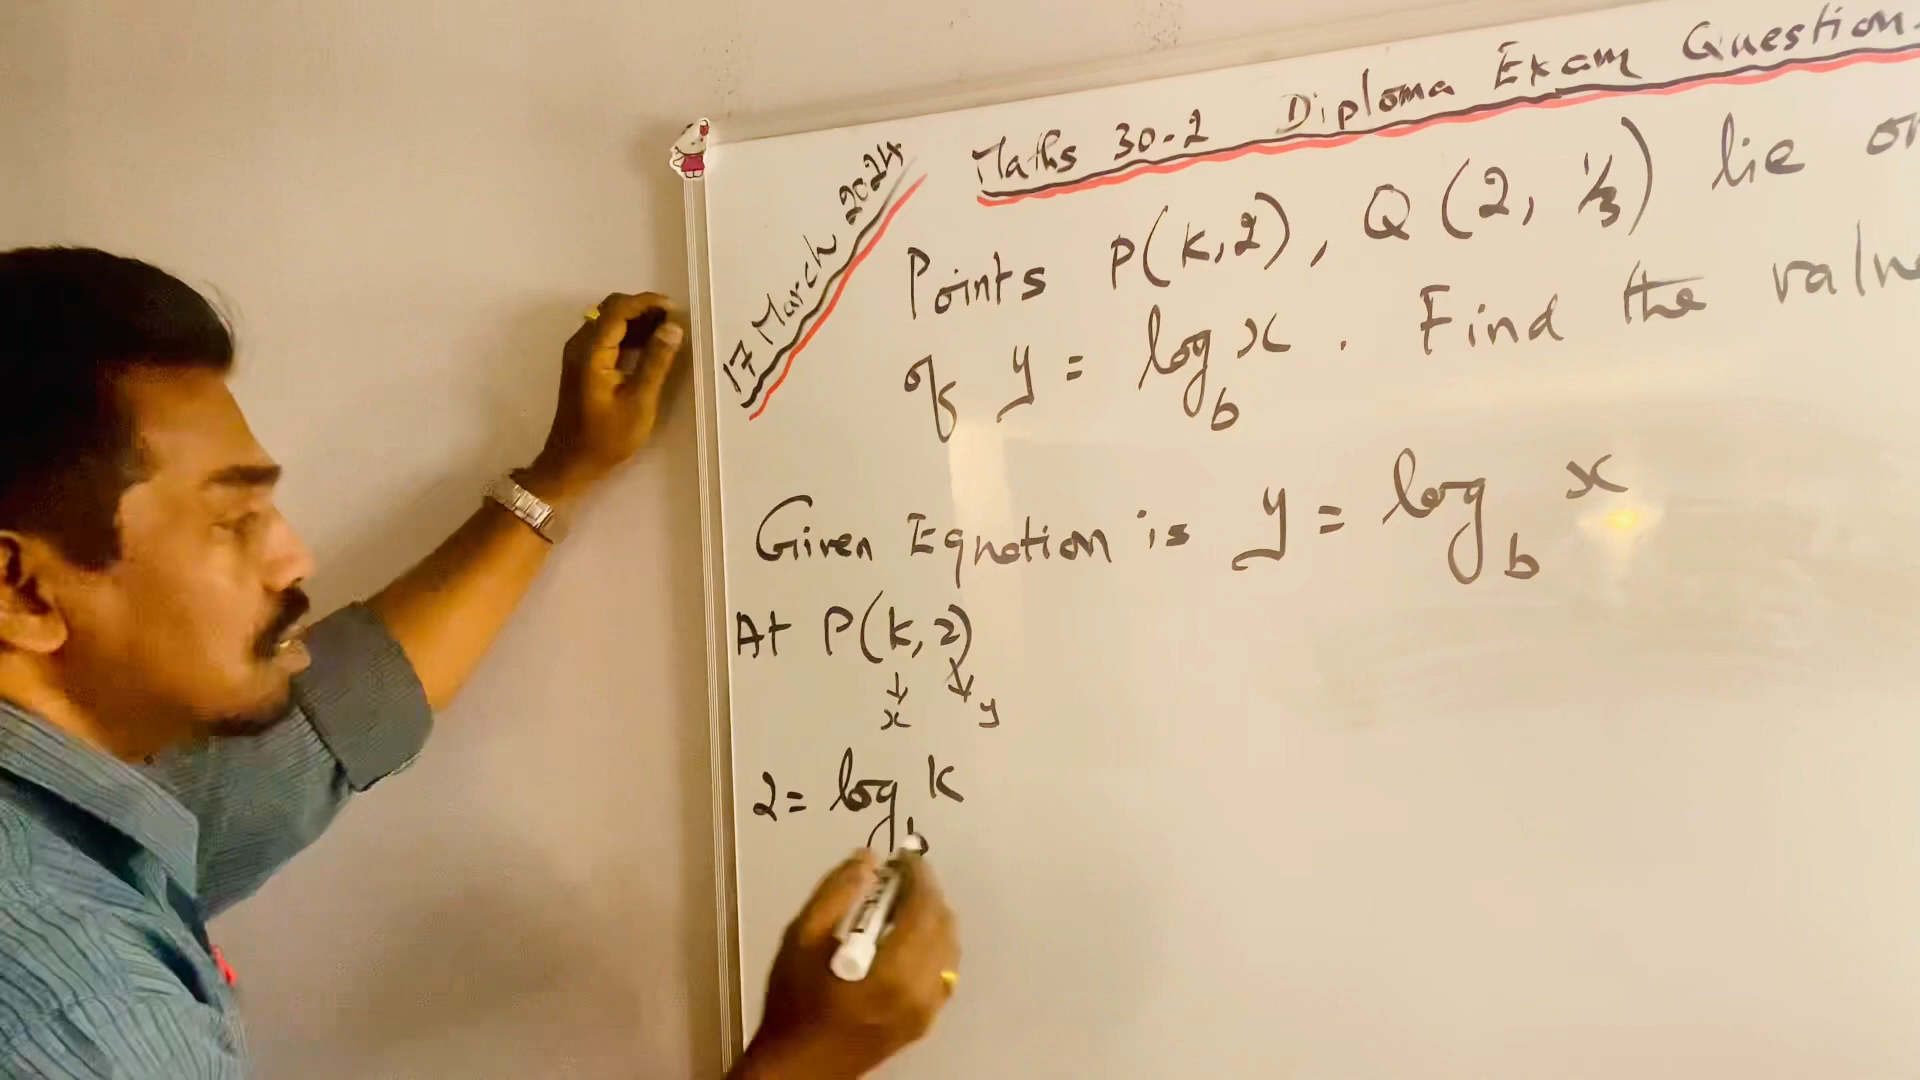 Maths 30-2 Diploma Exam Question
17 March 2024
Points P(k,2), Q(2, 1/3) lie on
of y = log_b x. Find the value
Given Equation is y = log_b x
At P(k,2)
↓ ↓
x y
2 = log_b k